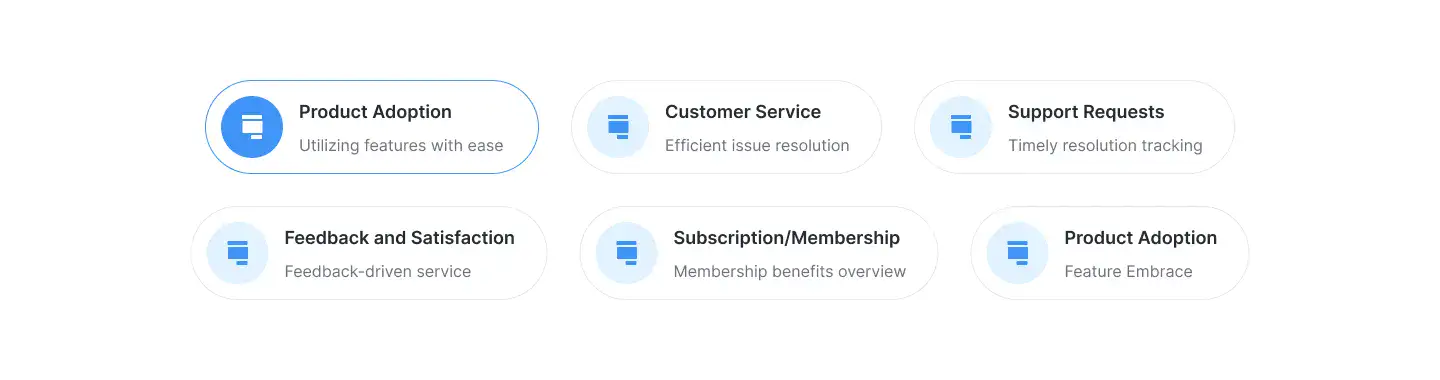 Product Adoption
Utilizing features with ease
Customer Service
Efficient issue resolution
Support Requests
Timely resolution tracking
Feedback and Satisfaction
Feedback-driven service
Subscription/Membership
Membership benefits overview
Product Adoption
Feature Embrace